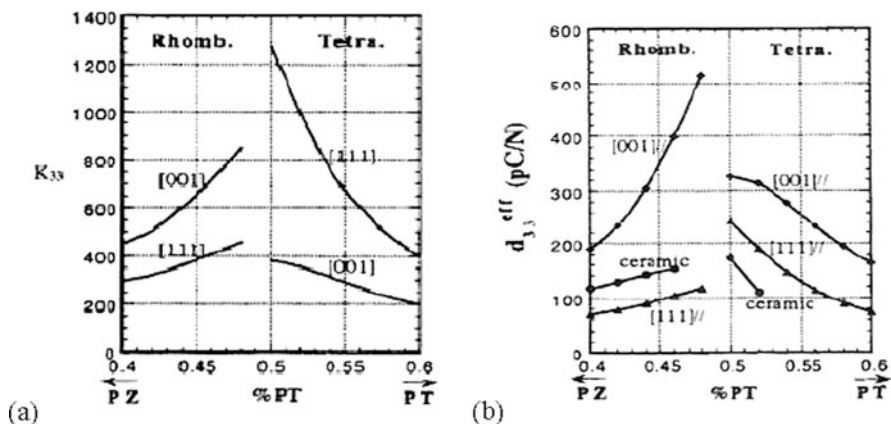 1400
1200
1000
800
600
400
200
0
K₃₃
Rhomb.
Tetra.
[001]
[111]
[111]
[001]
0.4
0.45
0.5
0.55
0.6
PZ
%PT
PT
(a)
600
500
400
300
200
100
0
d₃₃ᵉᶠᶠ (pC/N)
Rhomb.
Tetra.
[001]//
[001]//
[111]//
ceramic
ceramic
[111]//
0.4
0.45
0.5
0.55
0.6
PZ
%PT
PT
(b)